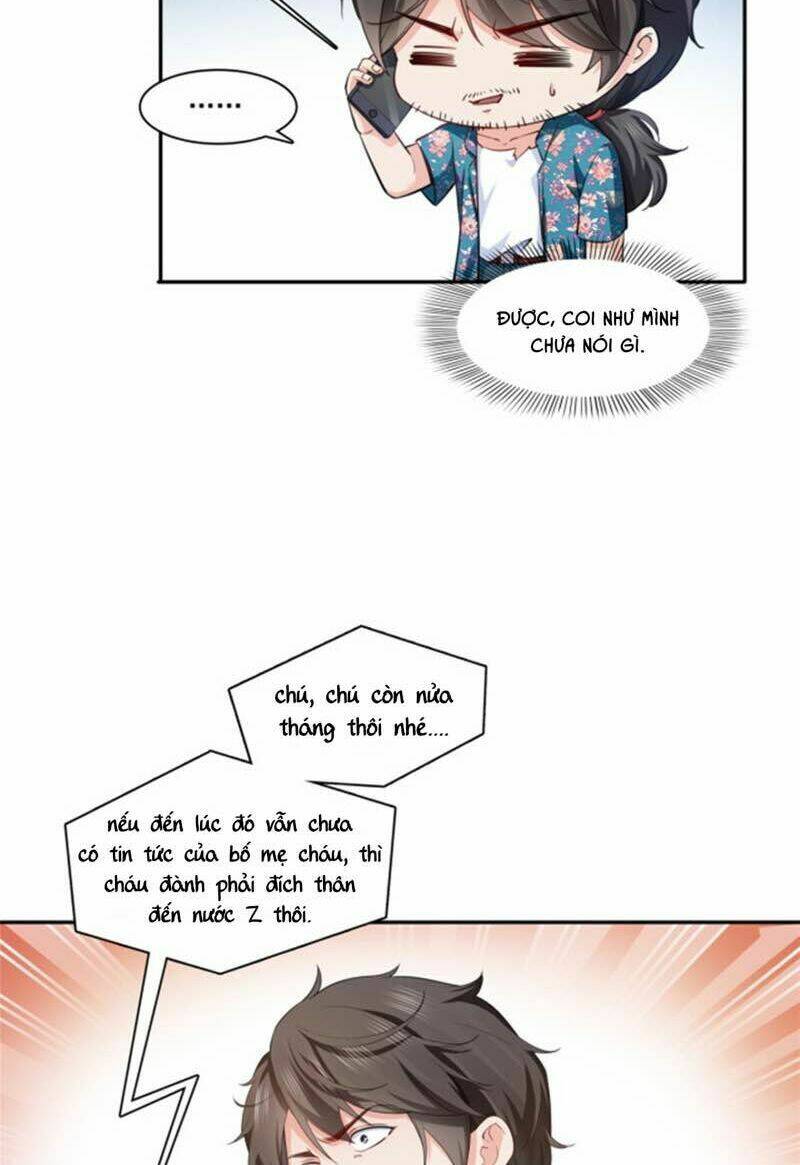 ......
ĐƯỢC, COI NHƯ MÌNH
CHƯA NÓI GÌ.
chú, chú còn nửa
tháng thôi nhé....
nếu đến lúc đó vẫn chưa
có tin tức của bố mẹ cháu, thì
cháu đành phải đích thân
đến nước Z thôi.